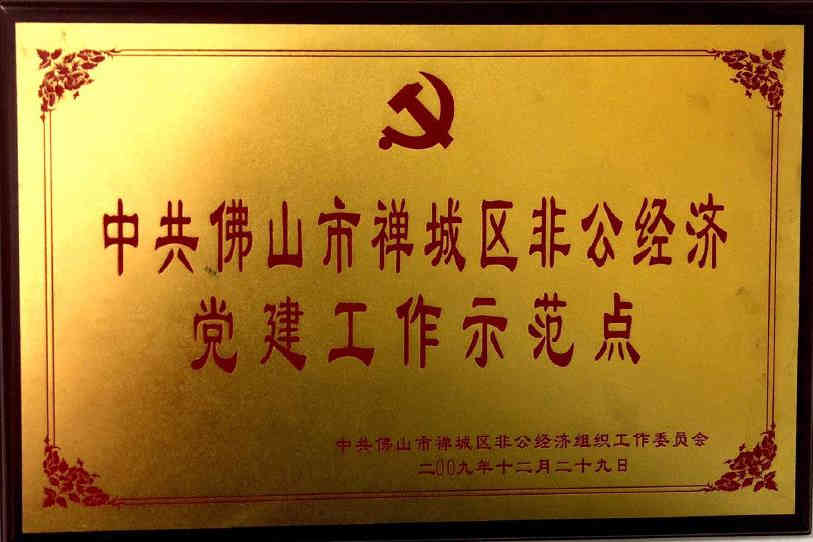 中共佛山市禅城区非公经济
党建工作示范点
中共佛山市禅城区非公经济组织工作委员会
二00九年十二月二十九日